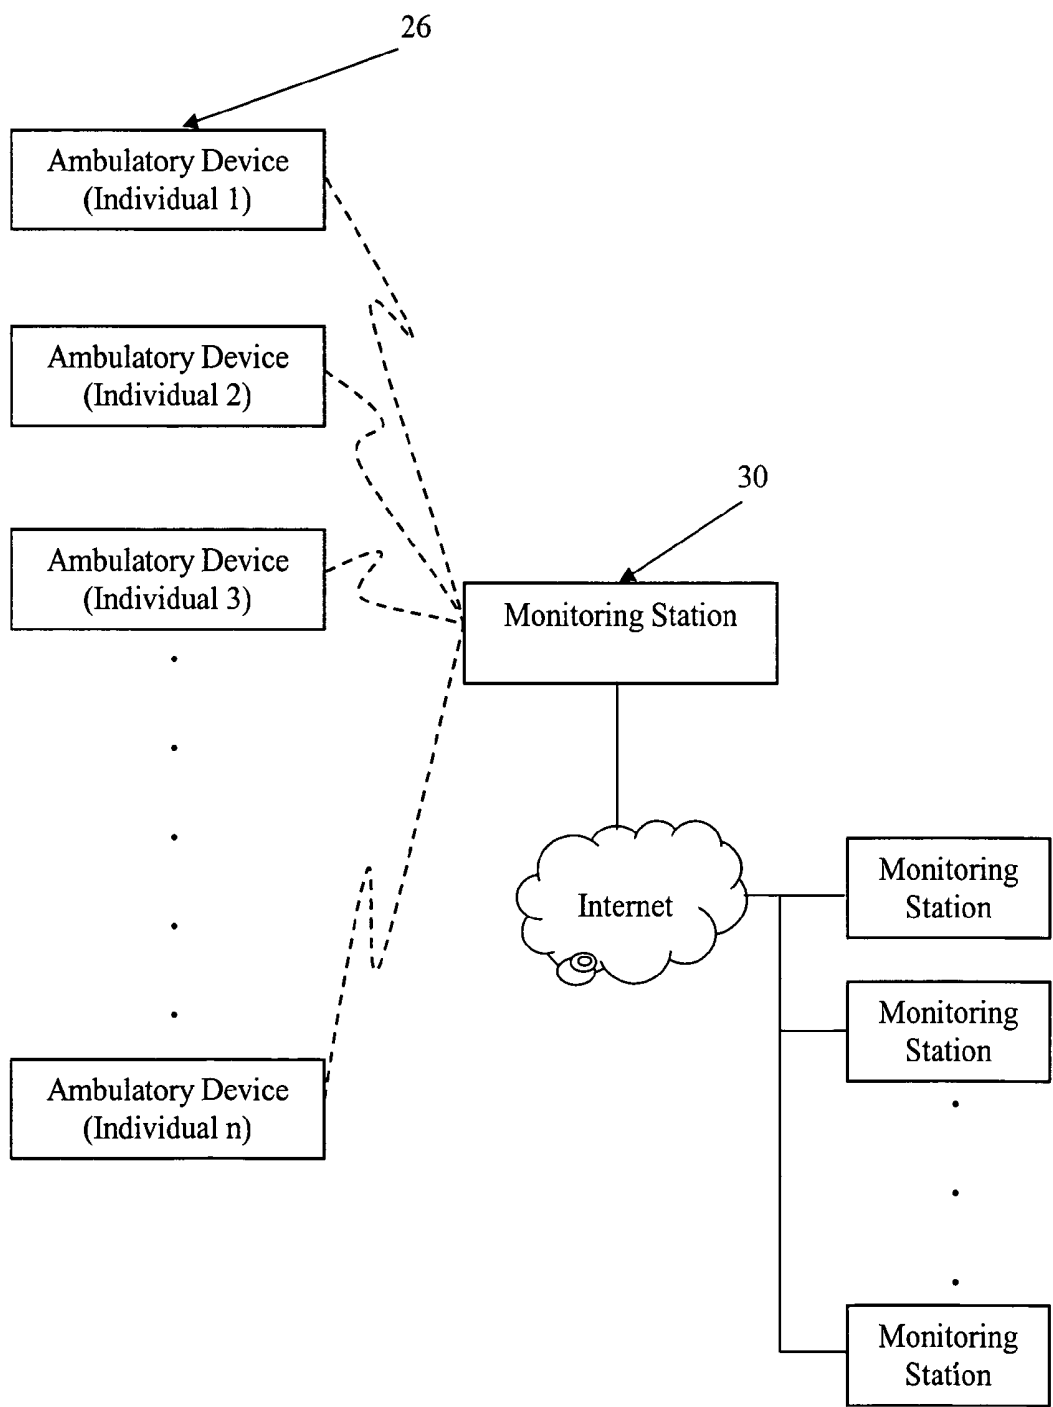 26
Ambulatory Device
(Individual 1)
Ambulatory Device
(Individual 2)
Ambulatory Device
(Individual 3)
30
Monitoring Station
Internet
Monitoring
Station
Monitoring
Station
Ambulatory Device
(Individual n)
Monitoring
Station